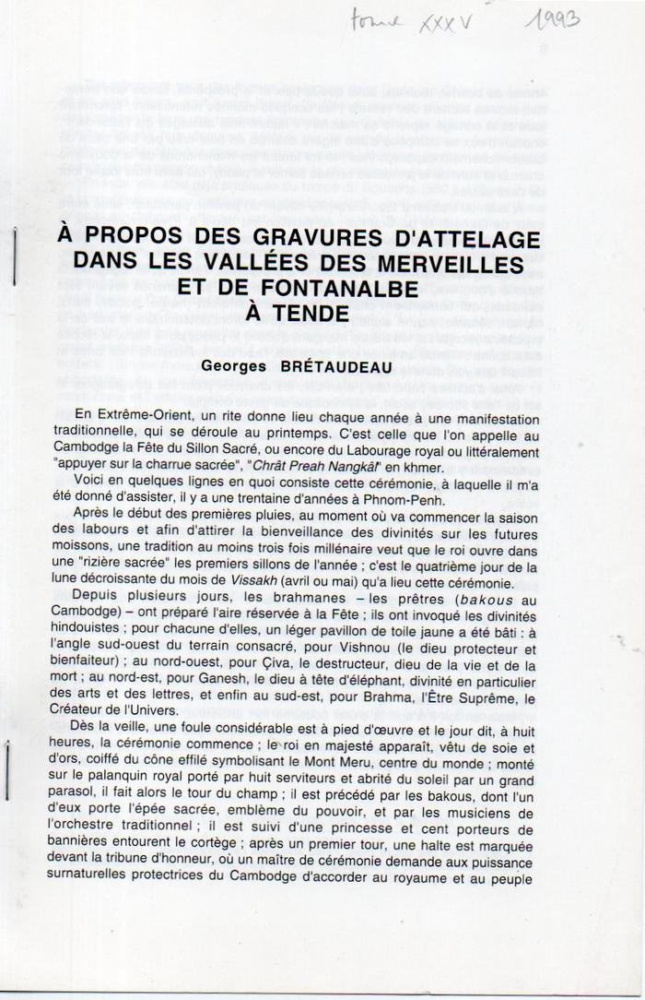 tome XXXV 1993
À PROPOS DES GRAVURES D'ATTELAGE
DANS LES VALLÉES DES MERVEILLES
ET DE FONTANALBE
À TENDE
Georges BRÉTAUDEAU
En Extrême-Orient, un rite donne lieu chaque année à une manifestation
traditionnelle, qui se déroule au printemps. C'est celle que l'on appelle au
Cambodge la Fête du Sillon Sacré, ou encore du Labourage royal ou littéralement
"appuyer sur la charrue sacrée", "Chrât Preah Nangkâl" en khmer.
Voici en quelques lignes en quoi consiste cette cérémonie, à laquelle il m'a
été donné d'assister, il y a une trentaine d'années à Phnom-Penh.
Après le début des premières pluies, au moment où va commencer la saison
des labours et afin d'attirer la bienveillance des divinités sur les futures
moissons, une tradition au moins trois fois millénaire veut que le roi ouvre dans
une "rizière sacrée" les premiers sillons de l'année ; c'est le quatrième jour de la
lune décroissante du mois de Vissakh (avril ou mai) qu'a lieu cette cérémonie.
Depuis plusieurs jours, les brahmanes – les prêtres (bakous au
Cambodge) – ont préparé l'aire réservée à la Fête ; ils ont invoqué les divinités
hindouistes ; pour chacune d'elles, un léger pavillon de toile jaune a été bâti : à
l'angle sud-ouest du terrain consacré, pour Vishnou (le dieu protecteur et
bienfaiteur) ; au nord-ouest, pour Çiva, le destructeur, dieu de la vie et de la
mort ; au nord-est, pour Ganesh, le dieu à tête d'éléphant, divinité en particulier
des arts et des lettres, et enfin au sud-est, pour Brahma, l'Être Suprême, le
Créateur de l'Univers.
Dès la veille, une foule considérable est à pied d'œuvre et le jour dit, à huit
heures, la cérémonie commence ; le roi en majesté apparaît, vêtu de soie et
d'ors, coiffé du cône effilé symbolisant le Mont Meru, centre du monde ; monté
sur le palanquin royal porté par huit serviteurs et abrité du soleil par un grand
parasol, il fait alors le tour du champ ; il est précédé par les bakous, dont l'un
d'eux porte l'épée sacrée, emblème du pouvoir, et par les musiciens de
l'orchestre traditionnel ; il est suivi d'une princesse et cent porteurs de
bannières entourent le cortège ; après un premier tour, une halte est marquée
devant la tribune d'honneur, où un maître de cérémonie demande aux puissance
surnaturelles protectrices du Cambodge d'accorder au royaume et au peuple